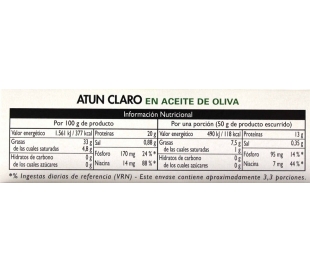 ATUN CLARO EN ACEITE DE OLIVA
Información Nutricional
Por 100 g de producto
Valor energético 1.561 kJ / 377 kcal
Grasas 33 g
de las cuales saturadas 4,8 g
Hidratos de carbono 0 g
de los cuales azúcares 0 g
Proteínas 20 g
Sal 0,88 g
Fósforo 170 mg 24 %*
Niacina 14 mg 88 %*
Por una porción (50 g de producto escurrido)
Valor energético 490 kJ / 118 kcal
Grasas 7,5 g
de las cuales saturadas 1 g
Hidratos de carbono 0 g
de los cuales azúcares 0 g
Proteínas 13 g
Sal 0,35 g
Fósforo 95 mg 14 %*
Niacina 7 mg 44 %*
*% Ingestas diarias de referencia (VRN) - Este envase contiene aproximadamente 3,3 porciones.